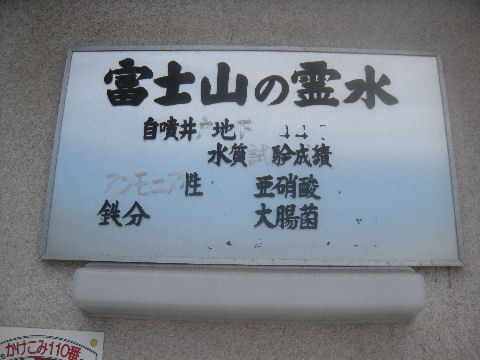 富士山の霊水
自噴井戸地下
水質試験成績
アンモニア性 亜硝酸
鉄分 大腸菌
かけこみ110番